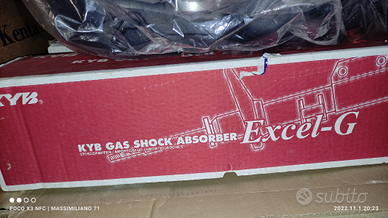 KYB
KYB GAS SHOCK ABSORBER Excel-G
POCO X3 NFC | MASSIMILIANO 71
2022.11.1 20:23
subito